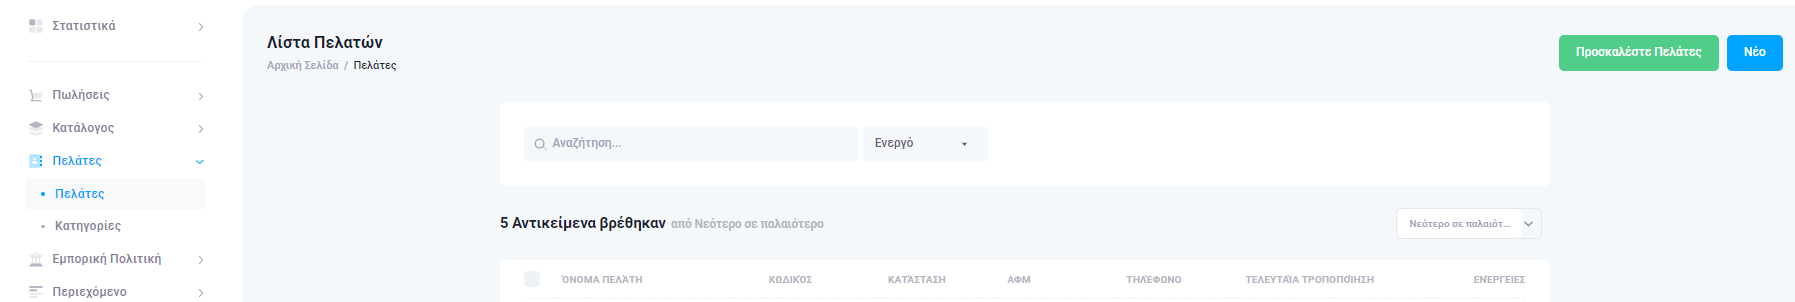 Στατιστικά
Πωλήσεις
Κατάλογος
Πελάτες
Πελάτες
Κατηγορίες
Εμπορική Πολιτική
Περιεχόμενο
Λίστα Πελατών
Αρχική Σελίδα / Πελάτες
Προσκαλέστε Πελάτες Νέο
Αναζήτηση... Ενεργό
5 Αντικείμενα βρέθηκαν από Νεότερο σε παλαιότερο
Νεότερο σε παλαιότ...
ΌΝΟΜΑ ΠΕΛΆΤΗ ΚΩΔΙΚΌΣ ΚΑΤΆΣΤΑΣΗ ΑΦΜ ΤΗΛΈΦΩΝΟ ΤΕΛΕΥΤΑΊΑ ΤΡΟΠΟΠΟΊΗΣΗ ΕΝΈΡΓΕΙΕΣ